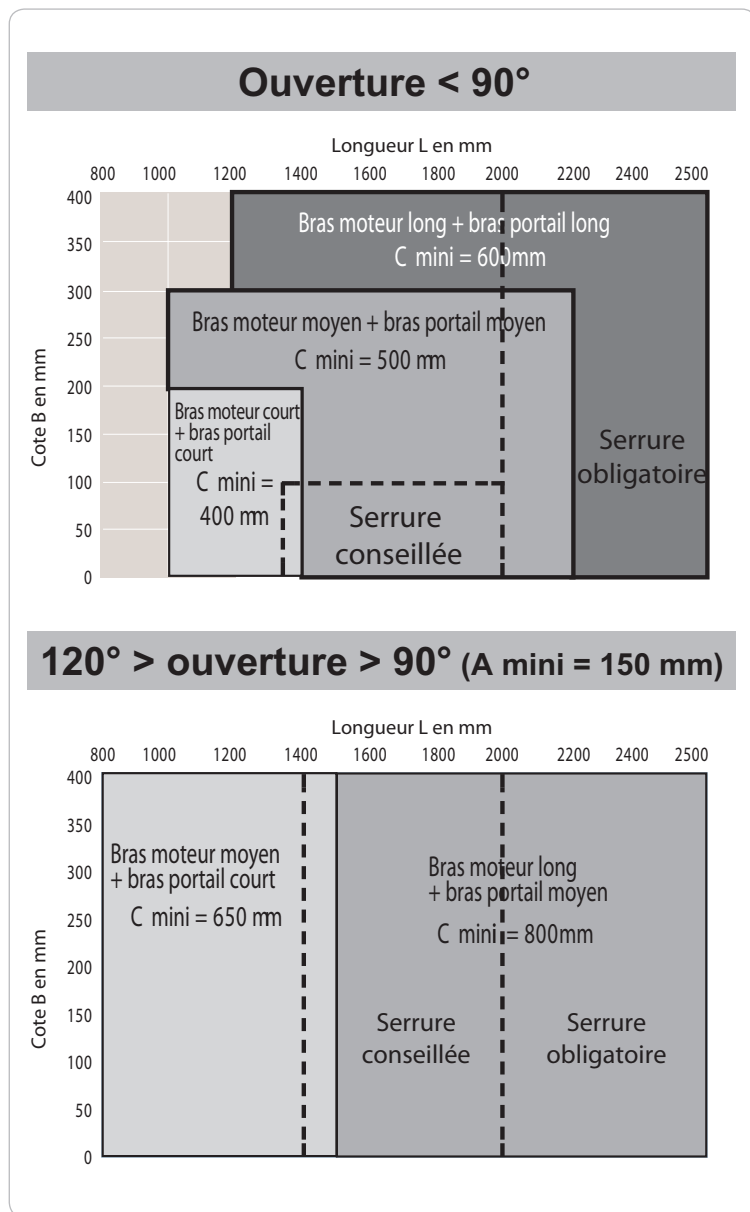 Ouverture < 90°
Longueur L en mm
800 1000 1200 1400 1600 1800 2000 2200 2400 2500
Cote B en mm
400
350
300
250
200
150
100
50
0
Bras moteur long + bras portail long
C mini = 600mm
Bras moteur moyen + bras portail moyen
C mini = 500 mm
Bras moteur court
+ bras portail
court
C mini =
400 mm
Serrure
conseillée
Serrure
obligatoire
120° > ouverture > 90° (A mini = 150 mm)
Longueur L en mm
800 1000 1200 1400 1600 1800 2000 2200 2400 2500
Cote B en mm
400
350
300
250
200
150
100
50
0
Bras moteur moyen
+ bras portail court
C mini = 650 mm
Bras moteur long
+ bras portail moyen
C mini = 800mm
Serrure
conseillée
Serrure
obligatoire